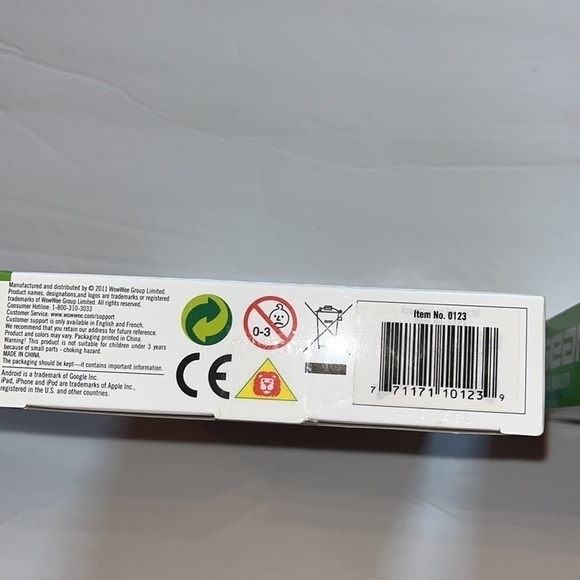 Manufactured and distributed by © 2011 WowWee Group Limited.
Product names, designations,and logos are trademarks or registered
trademarks of WowWee Group Limited. All rights reserved.
Consumer Hotline: 1-800-310-3033
Customer Service: www.wowwee.com/support
Customer support is only available in English and French.
We recommend that you retain our address for future reference.
Product and colors may vary. Packaging printed in China.
Warning! This product is not suitable for children under 3 years
because of small parts - choking hazard.
MADE IN CHINA.
The packaging should be kept—it contains important information.
Android is a trademark of Google Inc.
iPad, iPhone and iPod are trademarks of Apple Inc.,
registered in the U.S. and other countries.
0-3
CE
Item No. 0123
7 71171 10123 9
REALITY